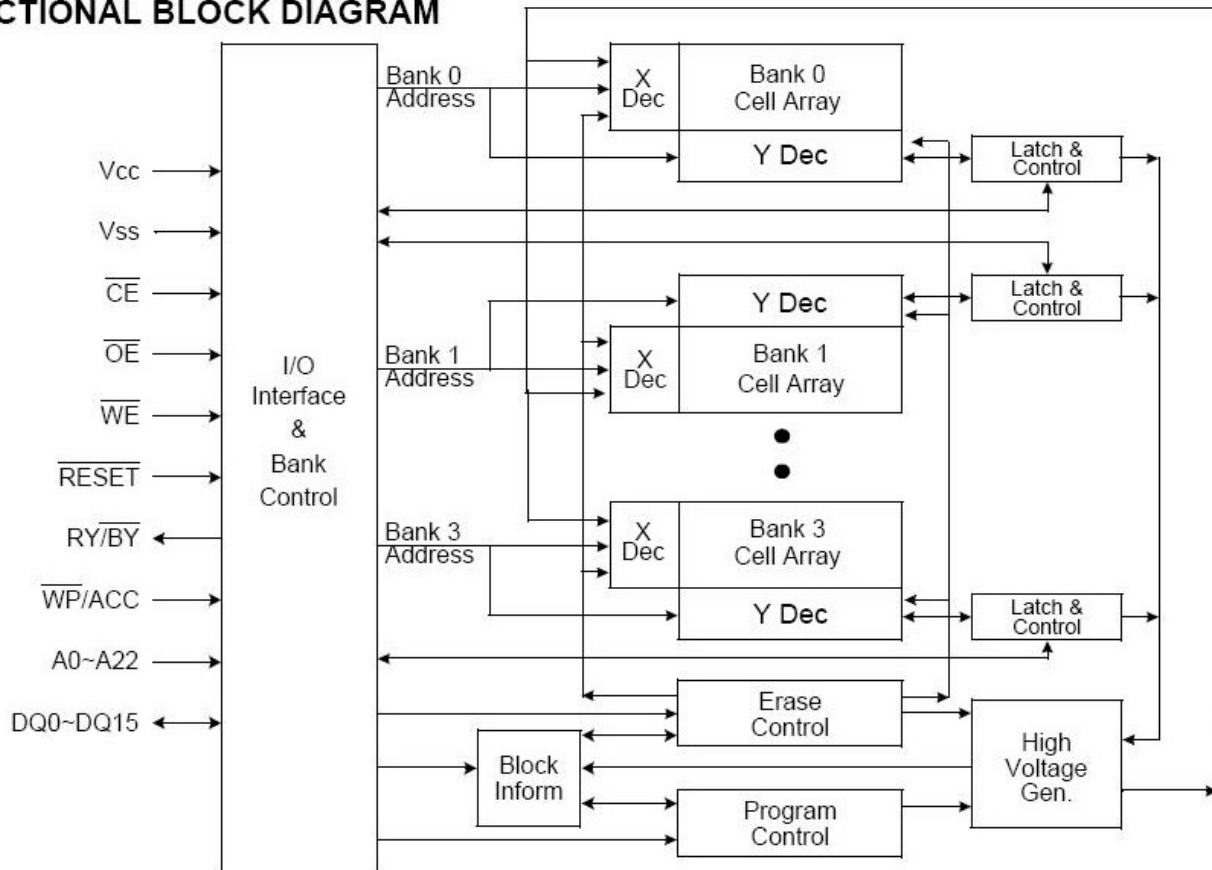 CTIONAL BLOCK DIAGRAM
Vcc
Vss
CE
OE
WE
RESET
RY/BY
WP/ACC
A0~A22
DQ0~DQ15
I/O
Interface
&
Bank
Control
Bank 0
Address
X
Dec
Bank 0
Cell Array
Y Dec
Latch &
Control
Bank 1
Address
Y Dec
Latch &
Control
X
Dec
Bank 1
Cell Array
Bank 3
Address
X
Dec
Bank 3
Cell Array
Y Dec
Latch &
Control
Erase
Control
Block
Inform
Program
Control
High
Voltage
Gen.